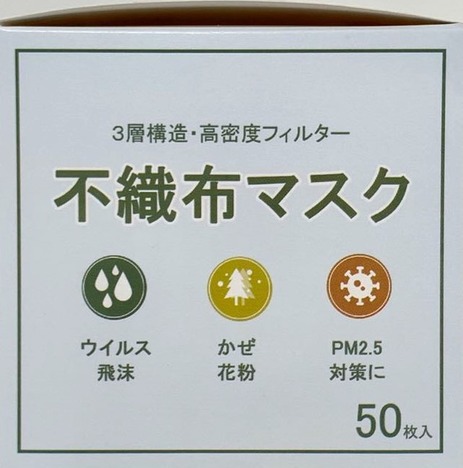 3層構造・高密度フィルター
不織布マスク
ウイルス かぜ PM2.5
飛沫 花粉 対策に
50枚入